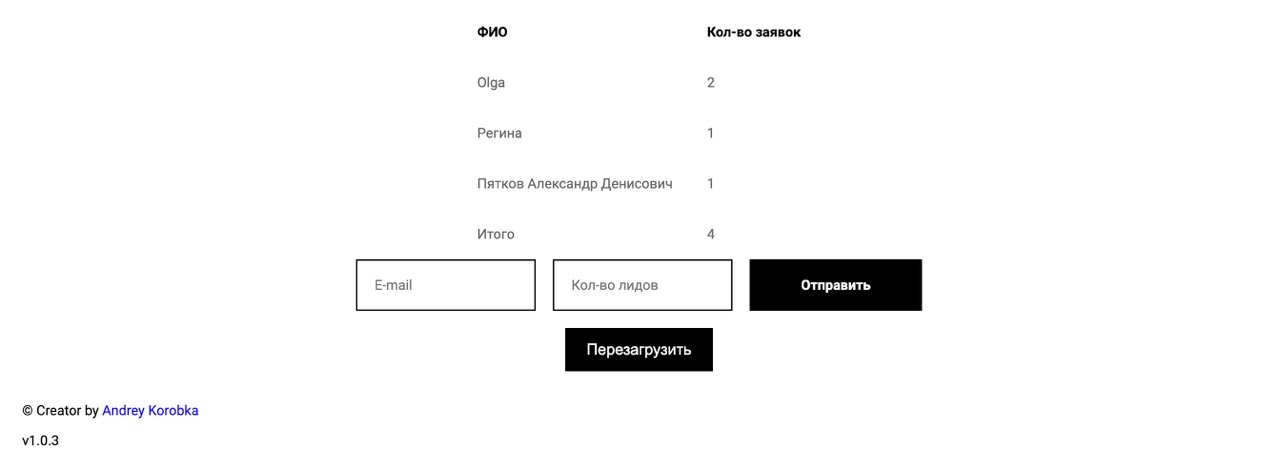 ФИО Кол-во заявок
Olga 2
Регина 1
Пятков Александр Денисович 1
Итого 4
E-mail Кол-во лидов Отправить
Перезагрузить
© Creator by Andrey Korobka
v1.0.3